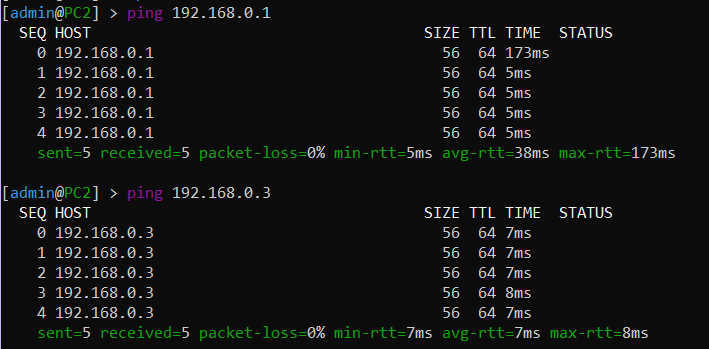 [admin@PC2] > ping 192.168.0.1
SEQ HOST SIZE TTL TIME STATUS
0 192.168.0.1 56 64 173ms
1 192.168.0.1 56 64 5ms
2 192.168.0.1 56 64 5ms
3 192.168.0.1 56 64 5ms
4 192.168.0.1 56 64 5ms
sent=5 received=5 packet-loss=0% min-rtt=5ms avg-rtt=38ms max-rtt=173ms
[admin@PC2] > ping 192.168.0.3
SEQ HOST SIZE TTL TIME STATUS
0 192.168.0.3 56 64 7ms
1 192.168.0.3 56 64 7ms
2 192.168.0.3 56 64 7ms
3 192.168.0.3 56 64 8ms
4 192.168.0.3 56 64 7ms
sent=5 received=5 packet-loss=0% min-rtt=7ms avg-rtt=7ms max-rtt=8ms